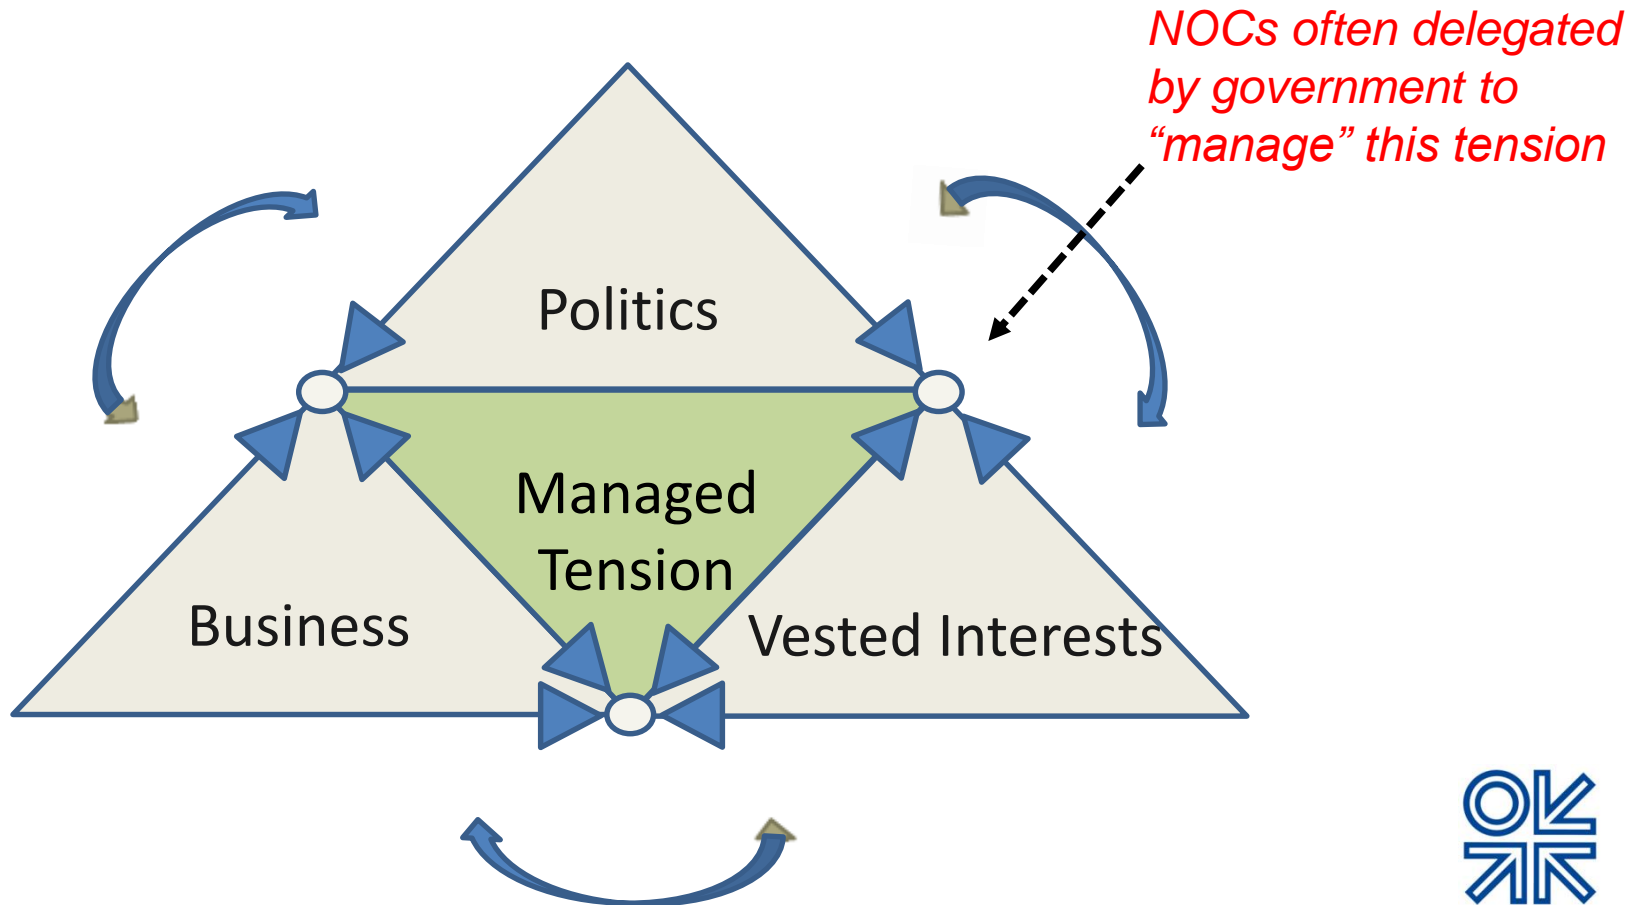 NOCs often delegated
by government to
“manage” this tension
Politics
Managed
Tension
Business
Vested Interests